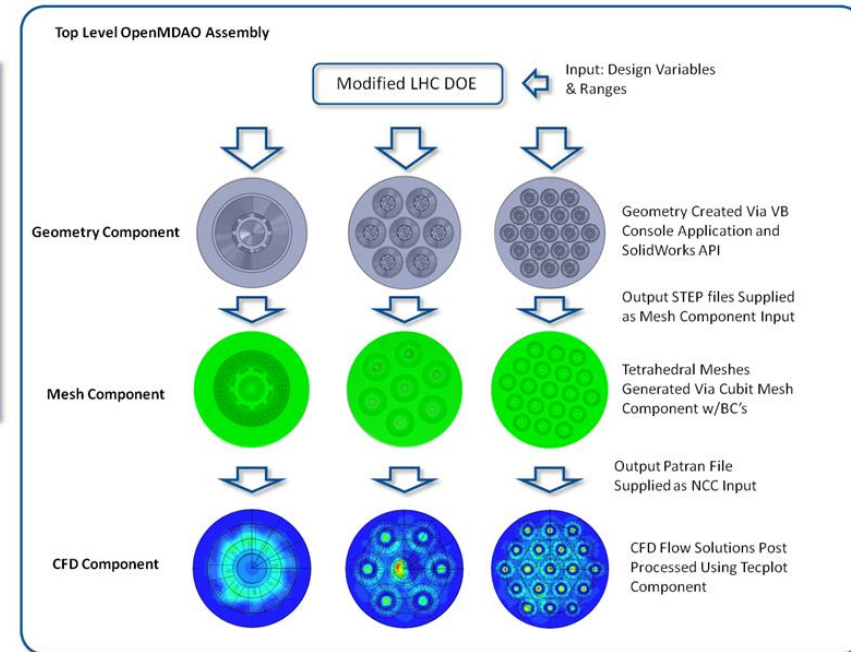 Top Level OpenMDAO Assembly
Modified LHC DOE
Input: Design Variables
& Ranges
Geometry Component
Geometry Created Via VB
Console Application and
SolidWorks API
Output STEP files Supplied
as Mesh Component Input
Mesh Component
Tetrahedral Meshes
Generated Via Cubit Mesh
Component w/BC's
Output Patran File
Supplied as NCC Input
CFD Component
CFD Flow Solutions Post
Processed Using Tecplot
Component